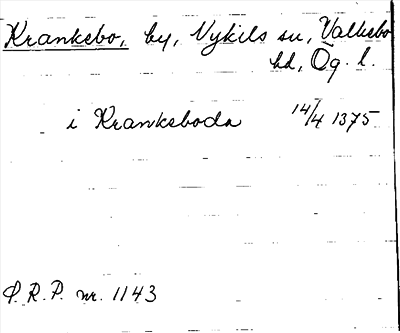 Krankebo, by, Vykils sn, Valkebo
hd, Ög. l.
i Krankeboda 14/4 1375
P.R.P. nr. 1143